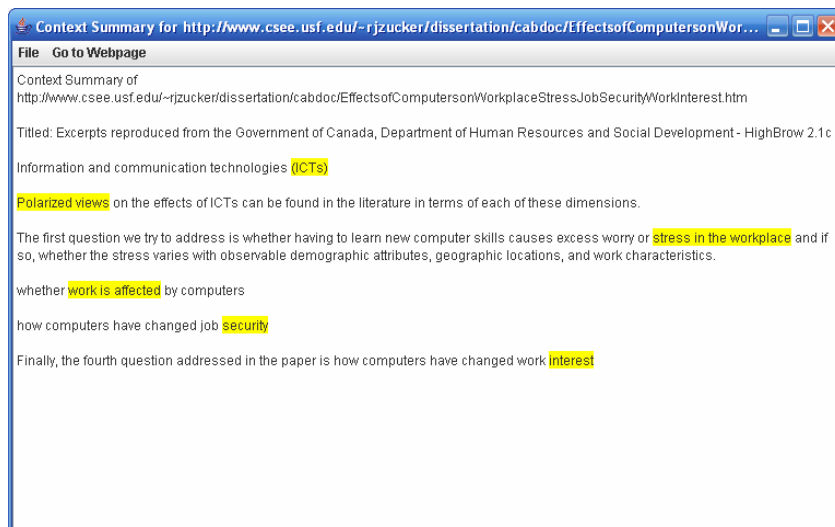 Context Summary for http://www.csee.usf.edu/~rjzucker/dissertation/cabdoc/EffectsofComputersonWor...
File Go to Webpage
Context Summary of
http://www.csee.usf.edu/~rjzucker/dissertation/cabdoc/EffectsofComputersonWorkplaceStressJobSecurityWorkInterest.htm
Titled: Excerpts reproduced from the Government of Canada, Department of Human Resources and Social Development - HighBrow 2.1c
Information and communication technologies (ICTs)
Polarized views on the effects of ICTs can be found in the literature in terms of each of these dimensions.
The first question we try to address is whether having to learn new computer skills causes excess worry or stress in the workplace and if
so, whether the stress varies with observable demographic attributes, geographic locations, and work characteristics.
whether work is affected by computers
how computers have changed job security
Finally, the fourth question addressed in the paper is how computers have changed work interest